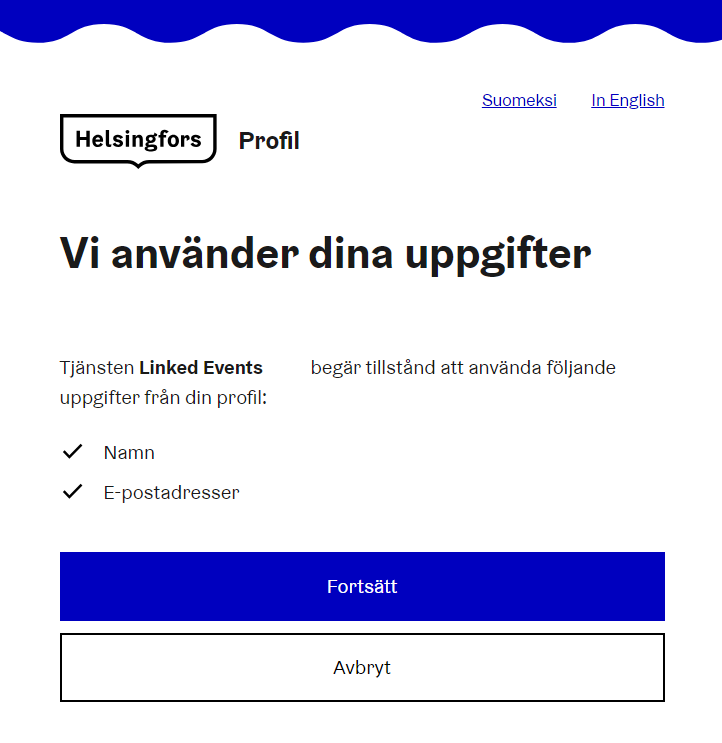 Suomeksi In English
Helsingfors Profil
Vi använder dina uppgifter
Tjänsten Linked Events begär tillstånd att använda följande
uppgifter från din profil:
Namn
E-postadresser
Fortsätt
Avbryt